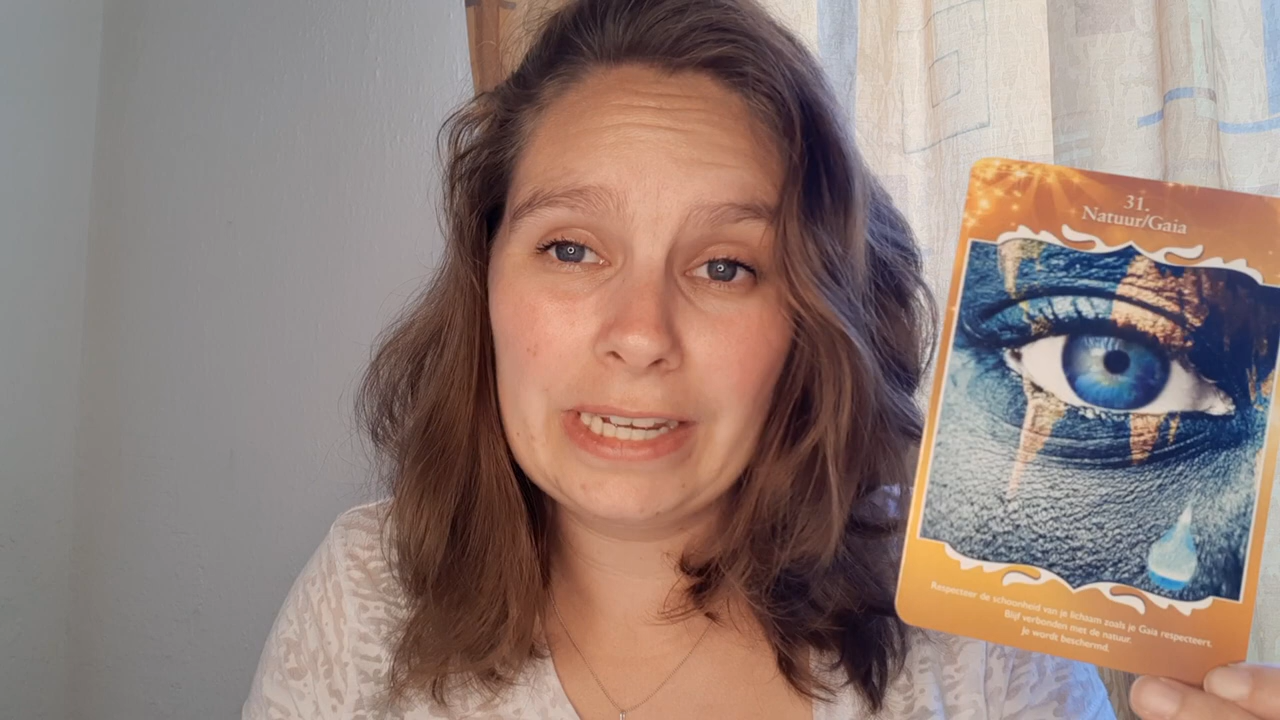 31.
Natuur/Gaia
Respecteer de schoonheid van je lichaam zoals je Gaia respecteert.
Blijf verbonden met de natuur.
Je wordt beschermd.